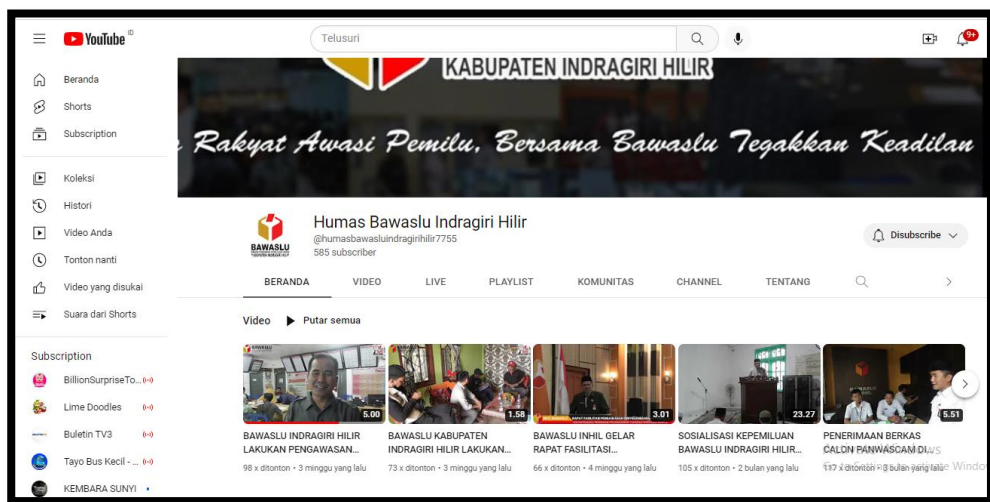 YouTube ID
Telusuri
9+
Beranda
Shorts
Subscription
Koleksi
Histori
Video Anda
Tonton nanti
Video yang disukai
Suara dari Shorts
Subscription
BillionSurpriseTo...
Lime Doodles
Buletin TV3
Tayo Bus Kecil - ...
KEMBARA SUNYI
KABUPATEN INDRAGIRI HILIR
Rakyat Awasi Pemilu, Bersama Bawaslu Tegakkan Keadilan
BAWASLU
Humas Bawaslu Indragiri Hilir
@humasbawasluindragirihilir7755
585 subscriber
Disubscribe
BERANDA VIDEO LIVE PLAYLIST KOMUNITAS CHANNEL TENTANG
Video Putar semua
5.00
1.58
3.01
23.27
5.51
BAWASLU INDRAGIRI HILIR
LAKUKAN PENGAWASAN...
98 x ditonton • 3 minggu yang lalu
BAWASLU KABUPATEN
INDRAGIRI HILIR LAKUKAN...
73 x ditonton • 3 minggu yang lalu
BAWASLU INHIL GELAR
RAPAT FASILITASI...
66 x ditonton • 4 minggu yang lalu
SOSIALISASI KEPEMILUAN
BAWASLU INDRAGIRI HILIR...
105 x ditonton • 2 bulan yang lalu
PENERIMAAN BERKAS
CALON PANWASCAM DI...
x ditonton • 3 bulan yang lalu